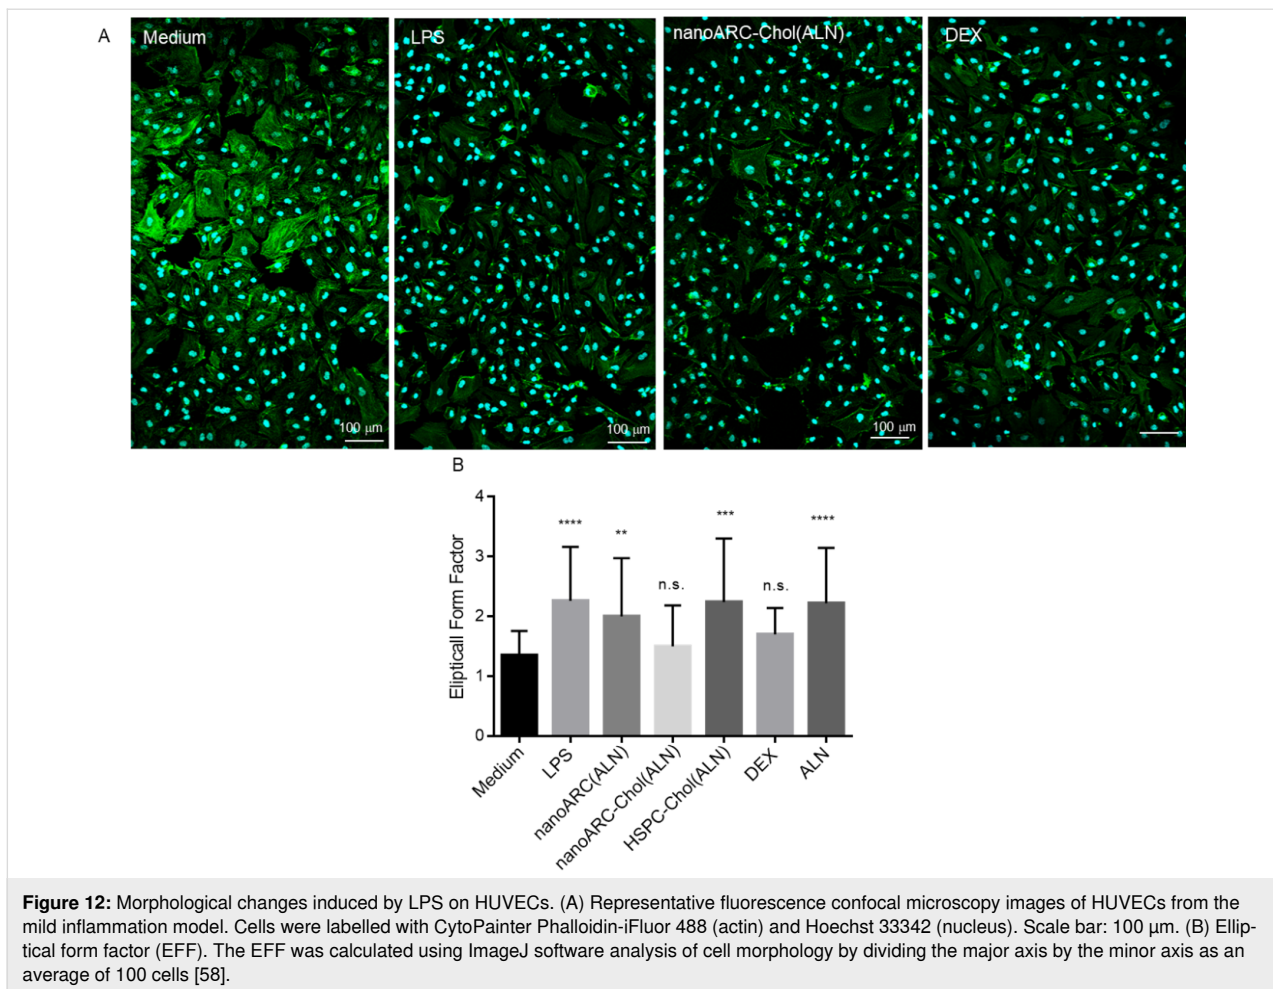 A
Medium
LPS
nanoARC-Chol(ALN)
DEX
100 μm
100 μm
100 μm
B
Elipticall Form Factor
4
3
2
1
0
****
**
n.s.
***
n.s.
****
Medium
LPS
nanoARC(ALN)
nanoARC-Chol(ALN)
HSPC-Chol(ALN)
DEX
ALN
Figure 12: Morphological changes induced by LPS on HUVECs. (A) Representative fluorescence confocal microscopy images of HUVECs from the
mild inflammation model. Cells were labelled with CytoPainter Phalloidin-iFluor 488 (actin) and Hoechst 33342 (nucleus). Scale bar: 100 μm. (B) Ellip-
tical form factor (EFF). The EFF was calculated using ImageJ software analysis of cell morphology by dividing the major axis by the minor axis as an
average of 100 cells [58].